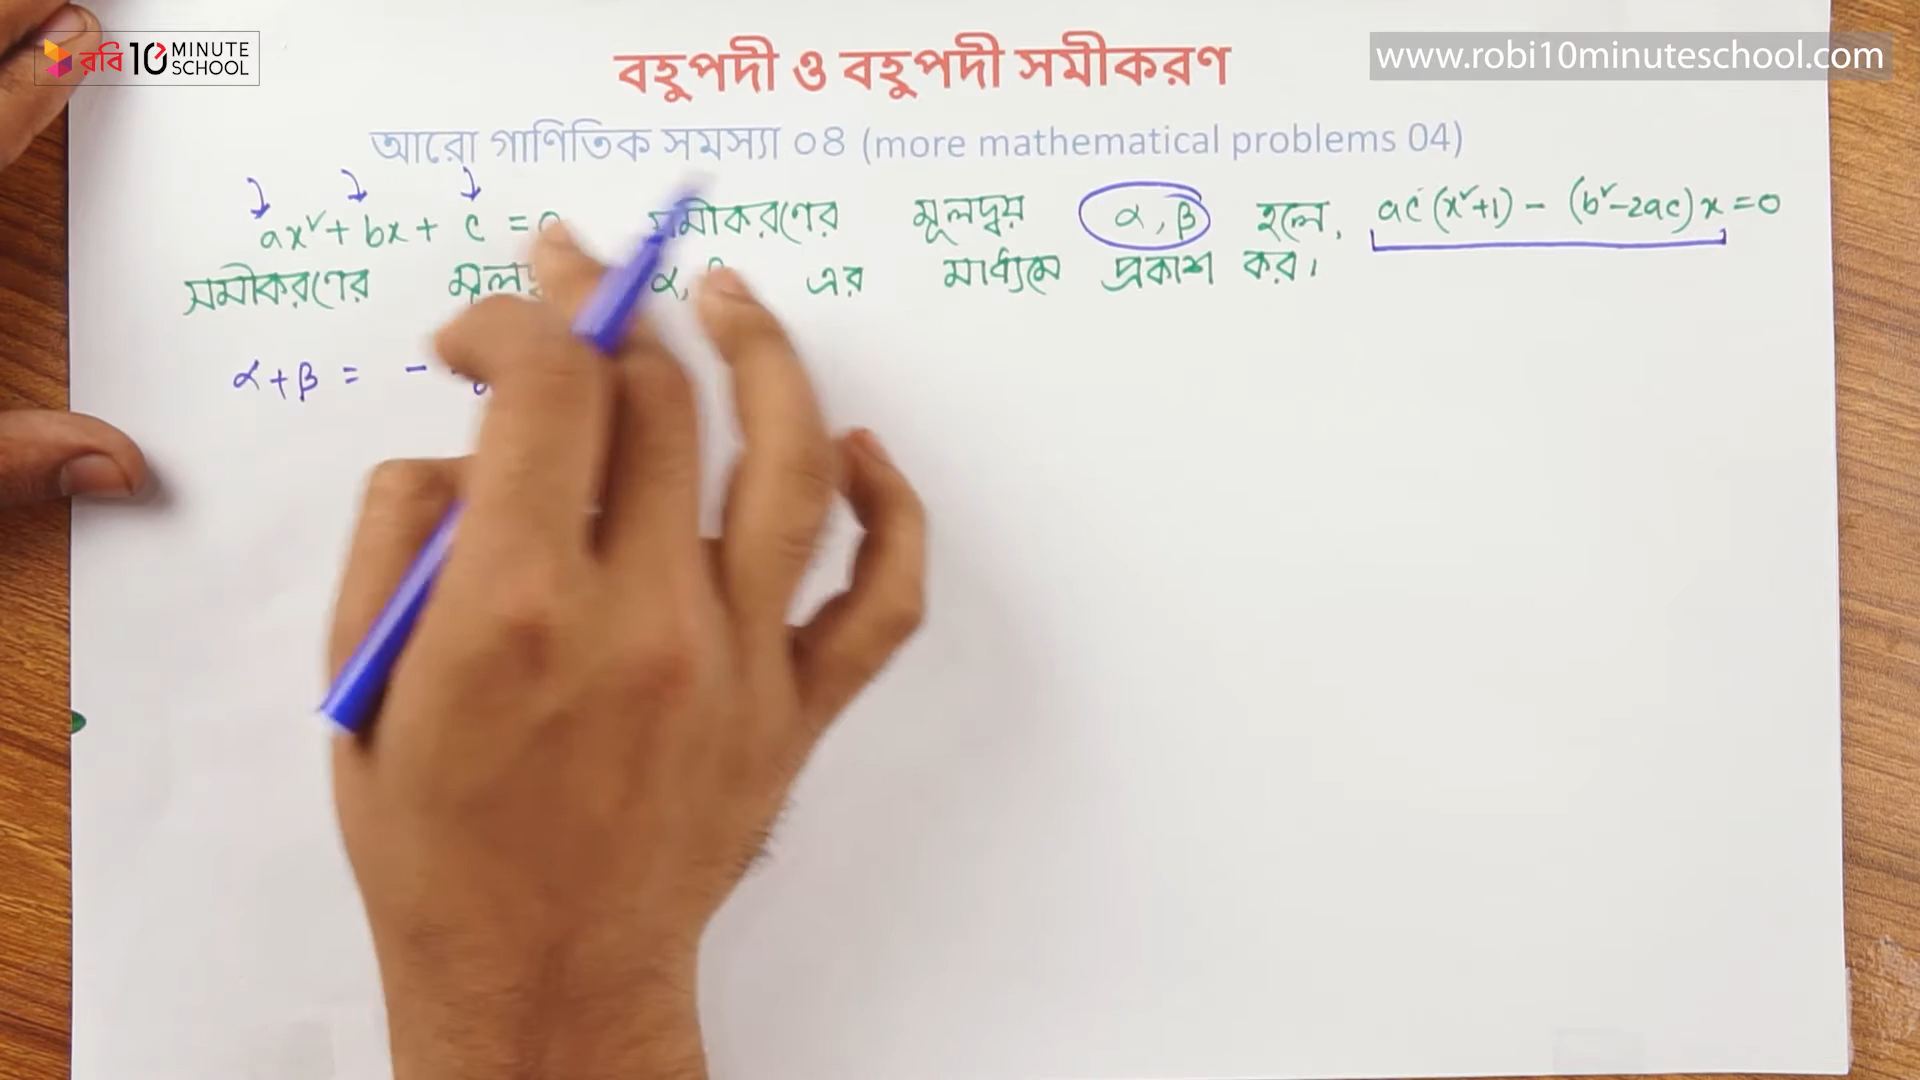 রবি 10 MINUTE SCHOOL
www.robi10minuteschool.com
বহুপদী ও বহুপদী সমীকরণ
আরো গাণিতিক সমস্যা ০৪ (more mathematical problems 04)
ax²+ bx + c = সমীকরণের মূলদ্বয় α, β হলে, ac(x²+1) - (b²-2ac)x=0
সমীকরণের α, এর মাধ্যমে প্রকাশ কর।
α+β = -